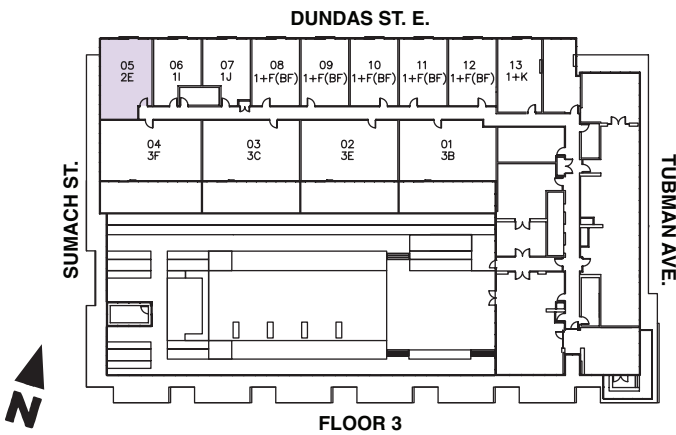 DUNDAS ST. E.
05
2E
06
1I
07
1J
08
1+F(BF)
09
1+F(BF)
10
1+F(BF)
11
1+F(BF)
12
1+F(BF)
13
1+K
04
3F
03
3C
02
3E
01
3B
SUMACH ST.
TUBMAN AVE.
N
FLOOR 3